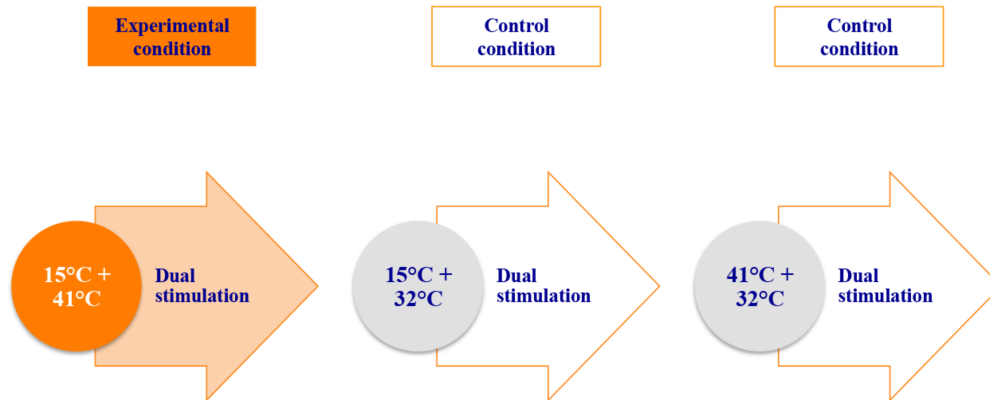 Experimental
condition
Control
condition
Control
condition
15°C +
41°C
Dual
stimulation
15°C +
32°C
Dual
stimulation
41°C +
32°C
Dual
stimulation